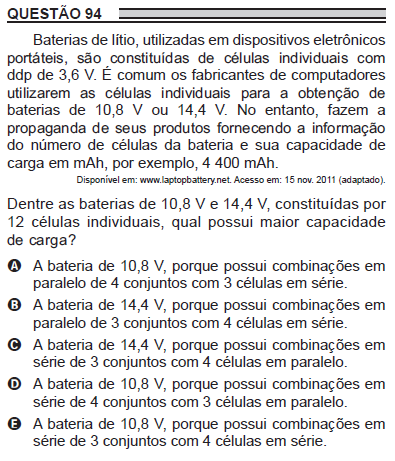 QUESTÃO 94
Baterias de lítio, utilizadas em dispositivos eletrônicos
portáteis, são constituídas de células individuais com
ddp de 3,6 V. É comum os fabricantes de computadores
utilizarem as células individuais para a obtenção de
baterias de 10,8 V ou 14,4 V. No entanto, fazem a
propaganda de seus produtos fornecendo a informação
do número de células da bateria e sua capacidade de
carga em mAh, por exemplo, 4 400 mAh.
Disponível em: www.laptopbattery.net. Acesso em: 15 nov. 2011 (adaptado).
Dentre as baterias de 10,8 V e 14,4 V, constituídas por
12 células individuais, qual possui maior capacidade
de carga?
A A bateria de 10,8 V, porque possui combinações em
paralelo de 4 conjuntos com 3 células em série.
B A bateria de 14,4 V, porque possui combinações em
paralelo de 3 conjuntos com 4 células em série.
C A bateria de 14,4 V, porque possui combinações em
série de 3 conjuntos com 4 células em paralelo.
D A bateria de 10,8 V, porque possui combinações em
série de 4 conjuntos com 3 células em paralelo.
E A bateria de 10,8 V, porque possui combinações em
série de 3 conjuntos com 4 células em série.